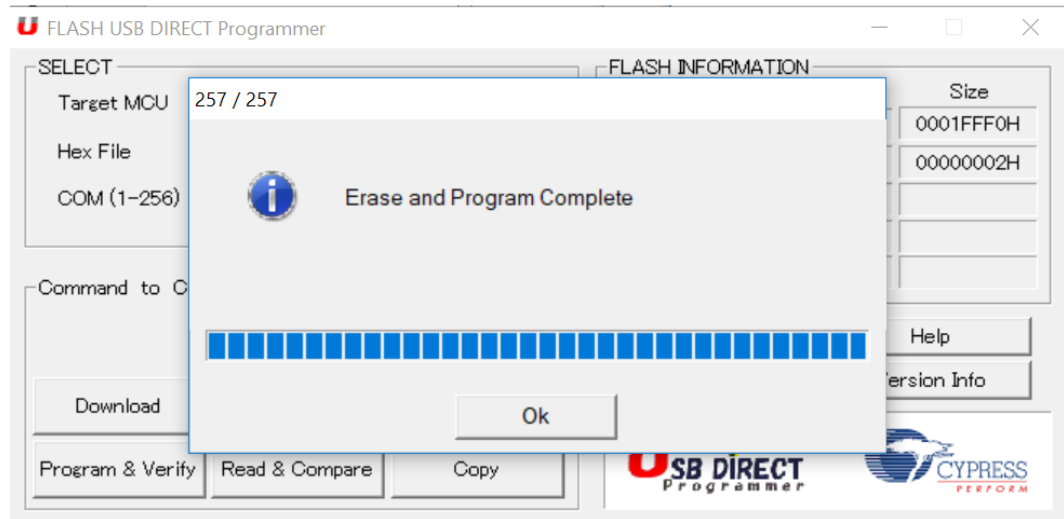 FLASH USB DIRECT Programmer
SELECT
Target MCU
Hex File
COM (1-256)
FLASH INFORMATION
Size
0001FFF0H
00000002H
257 / 257
Erase and Program Complete
Ok
Command to C
Download
Program & Verify
Read & Compare
Copy
Help
ersion Info
USB DIRECT
Programmer
CYPRESS
PERFORM